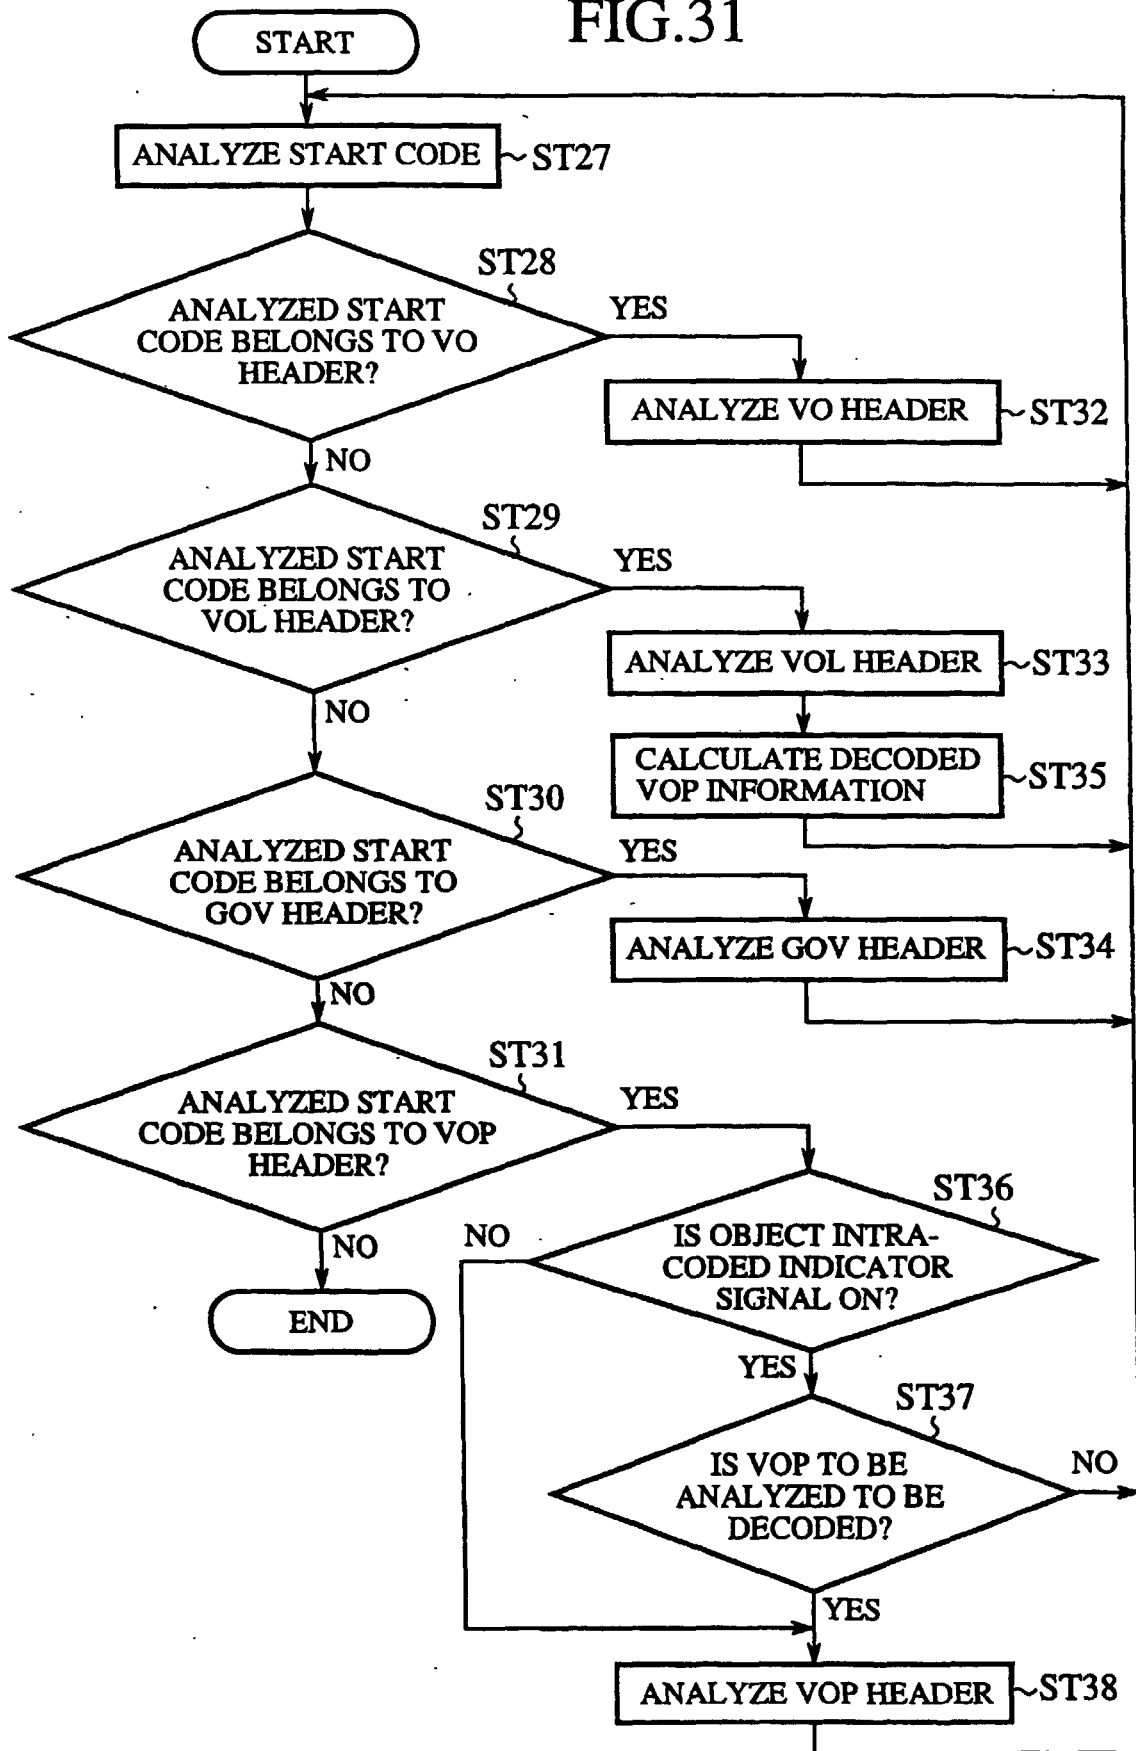 FIG.31
START
ANALYZE START CODE
ST27
ST28
ANALYZED START
CODE BELONGS TO VO
HEADER?
YES
ANALYZE VO HEADER
ST32
NO
ST29
ANALYZED START
CODE BELONGS TO
VOL HEADER?
YES
ANALYZE VOL HEADER
ST33
NO
CALCULATE DECODED
VOP INFORMATION
ST35
ST30
ANALYZED START
CODE BELONGS TO
GOV HEADER?
YES
ANALYZE GOV HEADER
ST34
NO
ST31
ANALYZED START
CODE BELONGS TO VOP
HEADER?
YES
NO
END
ST36
IS OBJECT INTRA-
CODED INDICATOR
SIGNAL ON?
NO
YES
ST37
IS VOP TO BE
ANALYZED TO BE
DECODED?
NO
YES
ANALYZE VOP HEADER
ST38